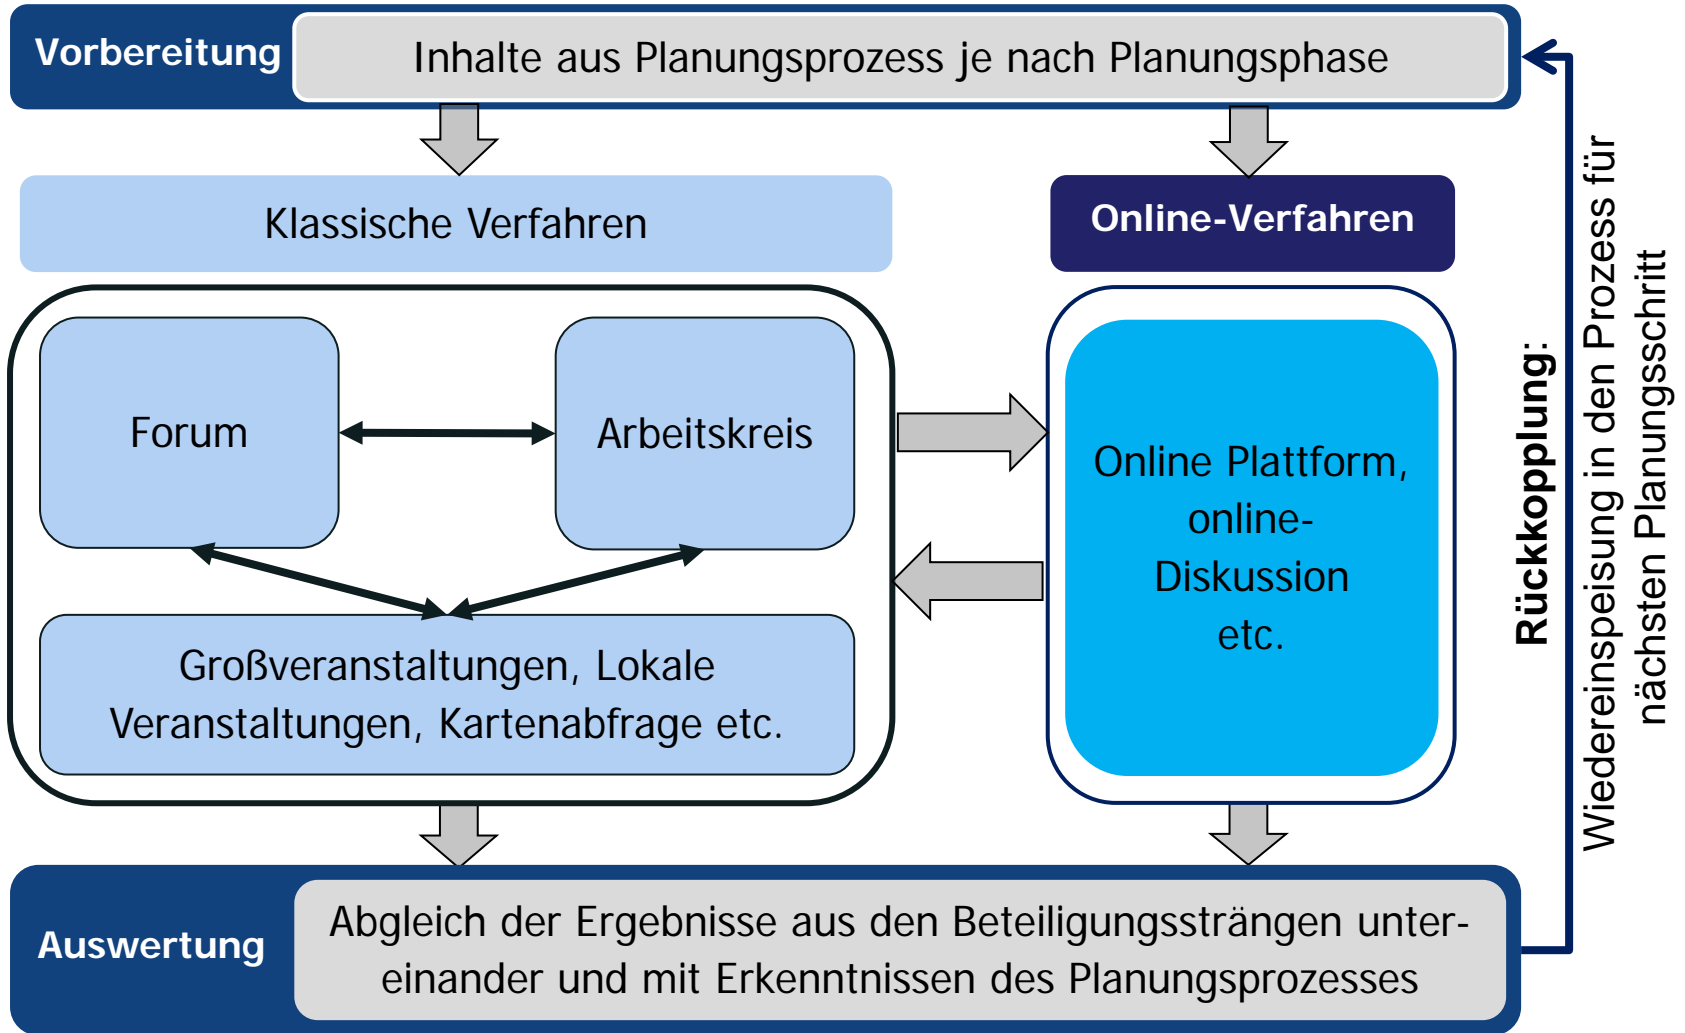 Vorbereitung
Inhalte aus Planungsprozess je nach Planungsphase
Klassische Verfahren
Online-Verfahren
Forum
Arbeitskreis
Großveranstaltungen, Lokale
Veranstaltungen, Kartenabfrage etc.
Online Plattform,
online-
Diskussion
etc.
Rückkopplung:
Wiedereinspeisung in den Prozess für
nächsten Planungsschritt
Auswertung
Abgleich der Ergebnisse aus den Beteiligungssträngen unter-
einander und mit Erkenntnissen des Planungsprozesses